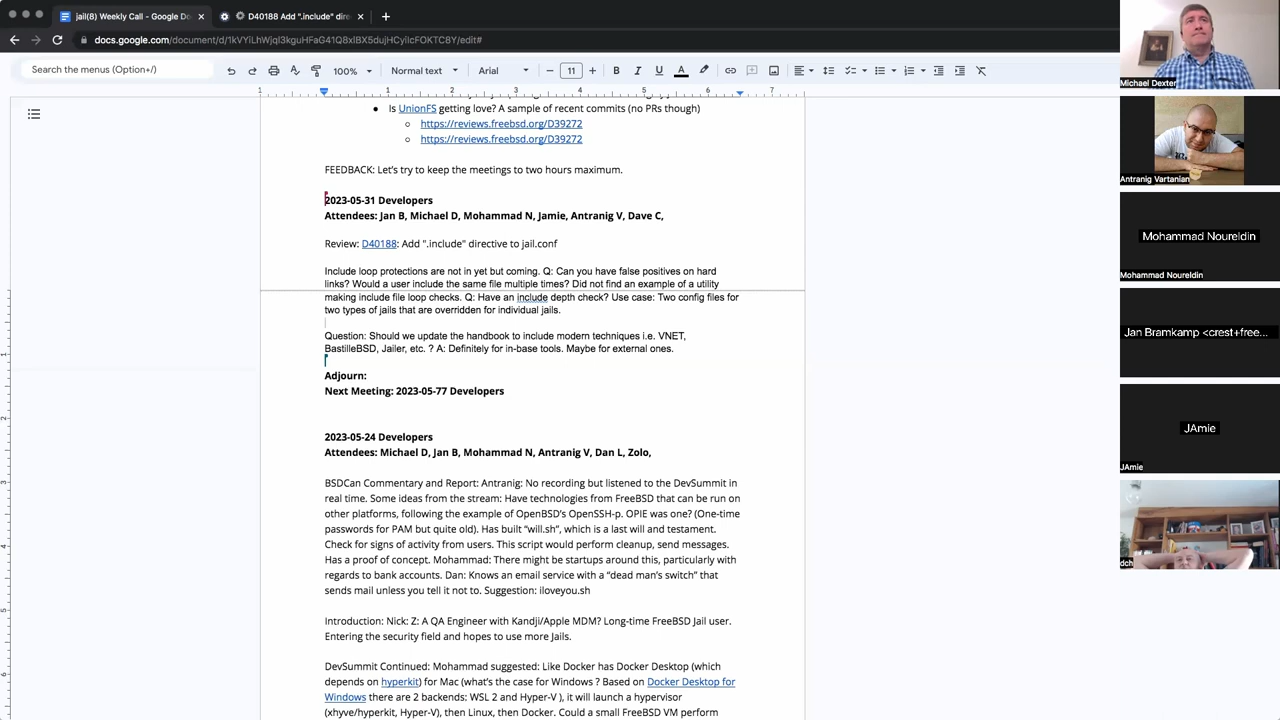 jail(8) Weekly Call - Google Do
D40188 Add ".include" dire
docs.google.com/document/d/1kVYiLhWjql3kguHFaG41Q8xIBX5dujHCyiIcFOKTC8Y/edit#
Search the menus (Option+/)
100%
Normal text
Arial
11
Is UnionFS getting love? A sample of recent commits (no PRs though)
https://reviews.freebsd.org/D39272
https://reviews.freebsd.org/D39272
FEEDBACK: Let's try to keep the meetings to two hours maximum.
2023-05-31 Developers
Attendees: Jan B, Michael D, Mohammad N, Jamie, Antranig V, Dave C,
Review: D40188: Add ".include" directive to jail.conf
Include loop protections are not in yet but coming. Q: Can you have false positives on hard
links? Would a user include the same file multiple times? Did not find an example of a utility
making include file loop checks. Q: Have an include depth check? Use case: Two config files for
two types of jails that are overridden for individual jails.
Question: Should we update the handbook to include modern techniques i.e. VNET,
BastilleBSD, Jailer, etc. ? A: Definitely for in-base tools. Maybe for external ones.
Adjourn:
Next Meeting: 2023-05-77 Developers
2023-05-24 Developers
Attendees: Michael D, Jan B, Mohammad N, Antranig V, Dan L, Zolo,
BSDCan Commentary and Report: Antranig: No recording but listened to the DevSummit in
real time. Some ideas from the stream: Have technologies from FreeBSD that can be run on
other platforms, following the example of OpenBSD's OpenSSH-p. OPIE was one? (One-time
passwords for PAM but quite old). Has built "will.sh", which is a last will and testament.
Check for signs of activity from users. This script would perform cleanup, send messages.
Has a proof of concept. Mohammad: There might be startups around this, particularly with
regards to bank accounts. Dan: Knows an email service with a "dead man's switch" that
sends mail unless you tell it not to. Suggestion: iloveyou.sh
Introduction: Nick: Z: A QA Engineer with Kandji/Apple MDM? Long-time FreeBSD Jail user.
Entering the security field and hopes to use more Jails.
DevSummit Continued: Mohammad suggested: Like Docker has Docker Desktop (which
depends on hyperkit) for Mac (what's the case for Windows ? Based on Docker Desktop for
Windows there are 2 backends: WSL 2 and Hyper-V ), it will launch a hypervisor
(xhyve/hyperkit, Hyper-V), then Linux, then Docker. Could a small FreeBSD VM perform
Michael Dexter
Antranig Vartanian
Mohammad Noureldin
Mohammad Noureldin
Jan Bramkamp <crest+free...
JAmie
JAmie
dch